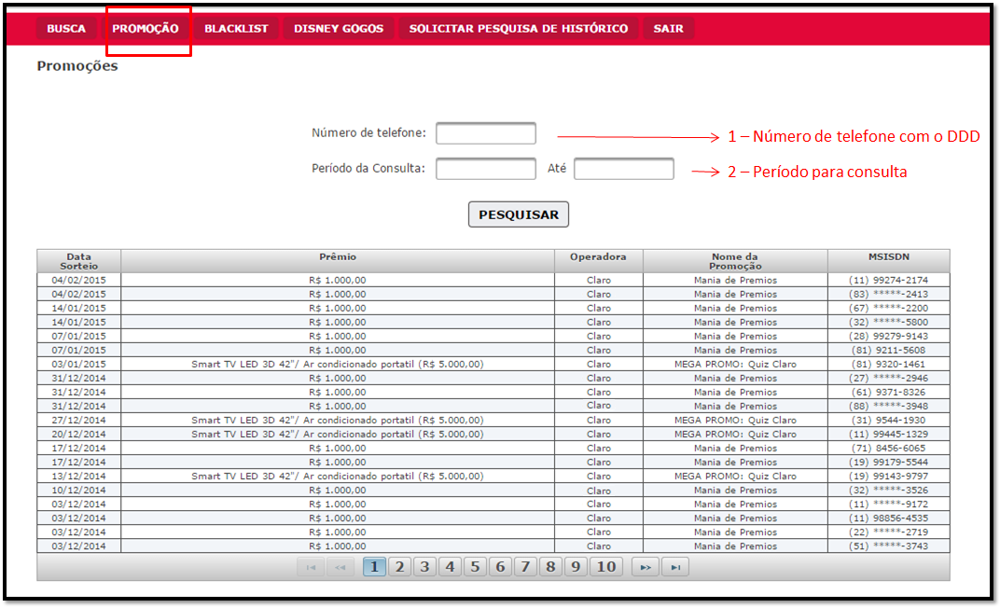 BUSCA PROMOÇÃO BLACKLIST DISNEY GOGOS SOLICITAR PESQUISA DE HISTÓRICO SAIR
Promoções
Número de telefone: 1 – Número de telefone com o DDD
Período da Consulta: Até 2 – Período para consulta
PESQUISAR
Data Sorteio Prêmio Operadora Nome da Promoção MSISDN
04/02/2015 R$ 1.000,00 Claro Mania de Premios (11) 99274-2174
04/02/2015 R$ 1.000,00 Claro Mania de Premios (83) *****-2413
14/01/2015 R$ 1.000,00 Claro Mania de Premios (67) *****-2200
14/01/2015 R$ 1.000,00 Claro Mania de Premios (32) *****-5800
07/01/2015 R$ 1.000,00 Claro Mania de Premios (28) 99279-9143
07/01/2015 R$ 1.000,00 Claro Mania de Premios (81) 9211-5608
03/01/2015 Smart TV LED 3D 42"/ Ar condicionado portatil (R$ 5.000,00) Claro MEGA PROMO: Quiz Claro (81) 9320-1461
31/12/2014 R$ 1.000,00 Claro Mania de Premios (27) *****-2946
31/12/2014 R$ 1.000,00 Claro Mania de Premios (61) 9371-8326
31/12/2014 R$ 1.000,00 Claro Mania de Premios (88) *****-3948
27/12/2014 Smart TV LED 3D 42"/ Ar condicionado portatil (R$ 5.000,00) Claro MEGA PROMO: Quiz Claro (31) 9544-1930
20/12/2014 Smart TV LED 3D 42"/ Ar condicionado portatil (R$ 5.000,00) Claro MEGA PROMO: Quiz Claro (11) 99445-1329
17/12/2014 R$ 1.000,00 Claro Mania de Premios (71) 8456-6065
17/12/2014 R$ 1.000,00 Claro Mania de Premios (19) 99179-5544
13/12/2014 Smart TV LED 3D 42"/ Ar condicionado portatil (R$ 5.000,00) Claro MEGA PROMO: Quiz Claro (19) 99143-9797
10/12/2014 R$ 1.000,00 Claro Mania de Premios (32) *****-3526
03/12/2014 R$ 1.000,00 Claro Mania de Premios (11) *****-9172
03/12/2014 R$ 1.000,00 Claro Mania de Premios (11) 98856-4535
03/12/2014 R$ 1.000,00 Claro Mania de Premios (22) *****-2719
03/12/2014 R$ 1.000,00 Claro Mania de Premios (51) *****-3743
1 2 3 4 5 6 7 8 9 10